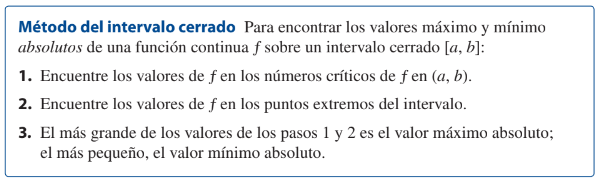 Método del intervalo cerrado Para encontrar los valores máximo y mínimo
absolutos de una función continua f sobre un intervalo cerrado [a, b]:
1. Encuentre los valores de f en los números críticos de f en (a, b).
2. Encuentre los valores de f en los puntos extremos del intervalo.
3. El más grande de los valores de los pasos 1 y 2 es el valor máximo absoluto;
el más pequeño, el valor mínimo absoluto.